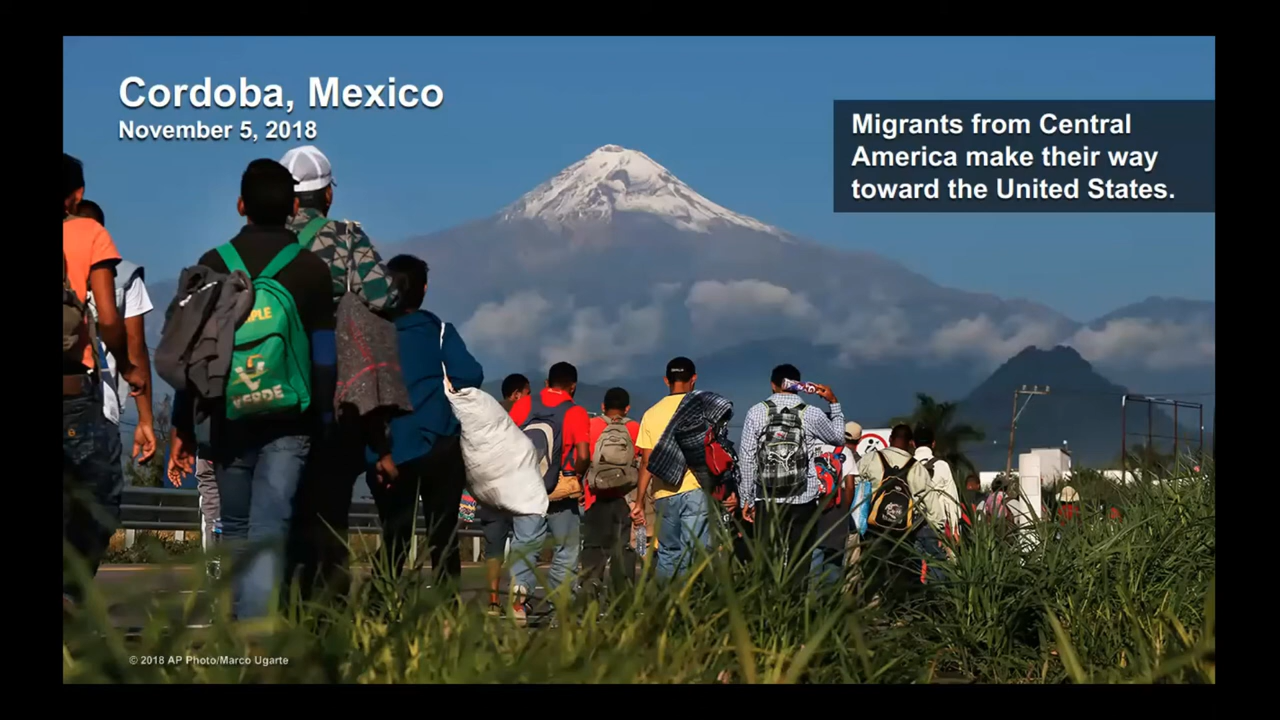 Cordoba, Mexico
November 5, 2018
Migrants from Central
America make their way
toward the United States.
VERDE
© 2018 AP Photo/Marco Ugarte